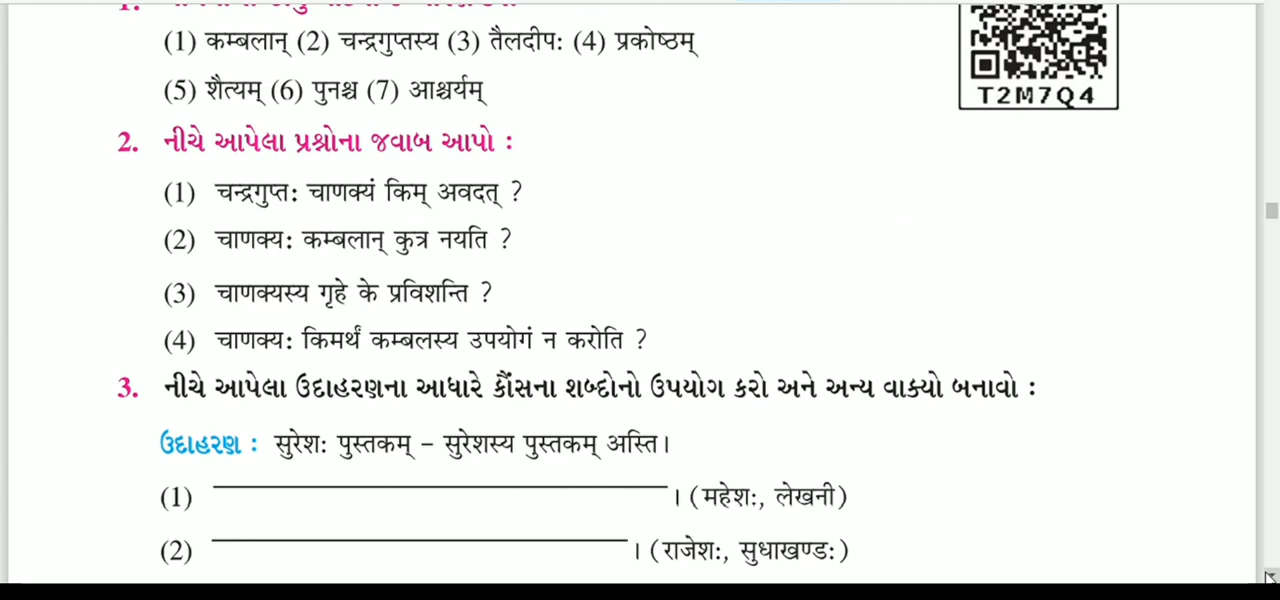 (1) कम्बलान् (2) चन्द्रगुप्तस्य (3) तैलदीपः (4) प्रकोष्ठम्
(5) शैत्यम् (6) पुनश्च (7) आश्चर्यम्
T2M7Q4
2. નીચે આપેલા પ્રશ્નોના જવાબ આપો :
(1) चन्द्रगुप्तः चाणक्यं किम् अवदत् ?
(2) चाणक्यः कम्बलान् कुत्र नयति ?
(3) चाणक्यस्य गृहे के प्रविशन्ति ?
(4) चाणक्यः किमर्थं कम्बलस्य उपयोगं न करोति ?
3. નીચે આપેલા ઉદાહરણના આધારે કૌંસના શબ્દોનો ઉપયોગ કરો અને અન્ય વાક્યો બનાવો :
ઉદાહરણ : सुरेशः पुस्तकम् – सुरेशस्य पुस्तकम् अस्ति।
(1) ____________________ । (महेशः, लेखनी)
(2) ____________________ । (राजेशः, सुधाखण्डः)